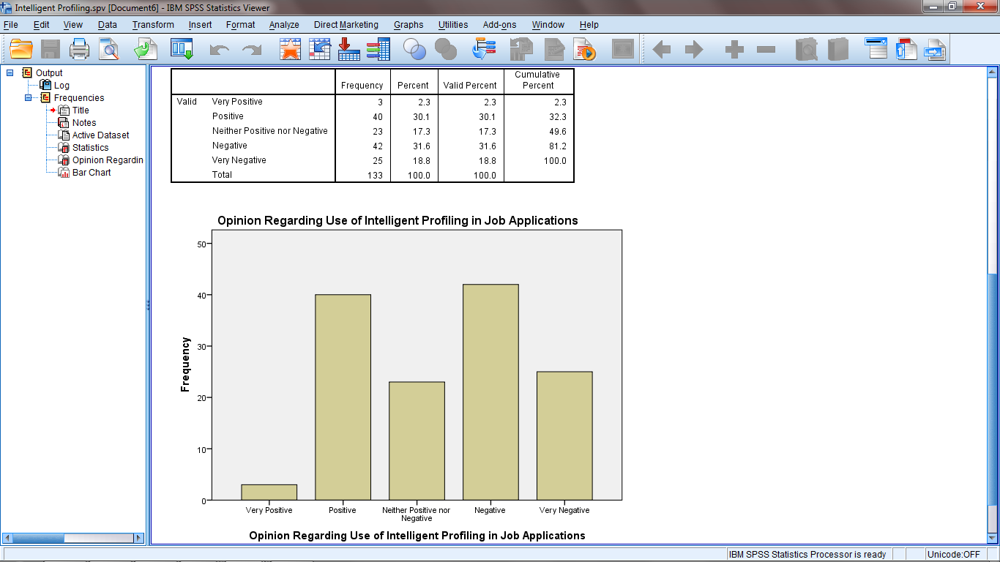 Intelligent Profiling.spv [Document6] - IBM SPSS Statistics Viewer
File Edit View Data Transform Insert Format Analyze Direct Marketing Graphs Utilities Add-ons Window Help
Output
Log
Frequencies
Title
Notes
Active Dataset
Statistics
Opinion Regardin
Bar Chart
Frequency Percent Valid Percent Cumulative Percent
Valid Very Positive 3 2.3 2.3 2.3
Positive 40 30.1 30.1 32.3
Neither Positive nor Negative 23 17.3 17.3 49.6
Negative 42 31.6 31.6 81.2
Very Negative 25 18.8 18.8 100.0
Total 133 100.0 100.0
Opinion Regarding Use of Intelligent Profiling in Job Applications
50
40
30
20
10
0
Frequency
Very Positive Positive Neither Positive nor Negative Negative Very Negative
Opinion Regarding Use of Intelligent Profiling in Job Applications
IBM SPSS Statistics Processor is ready Unicode:OFF